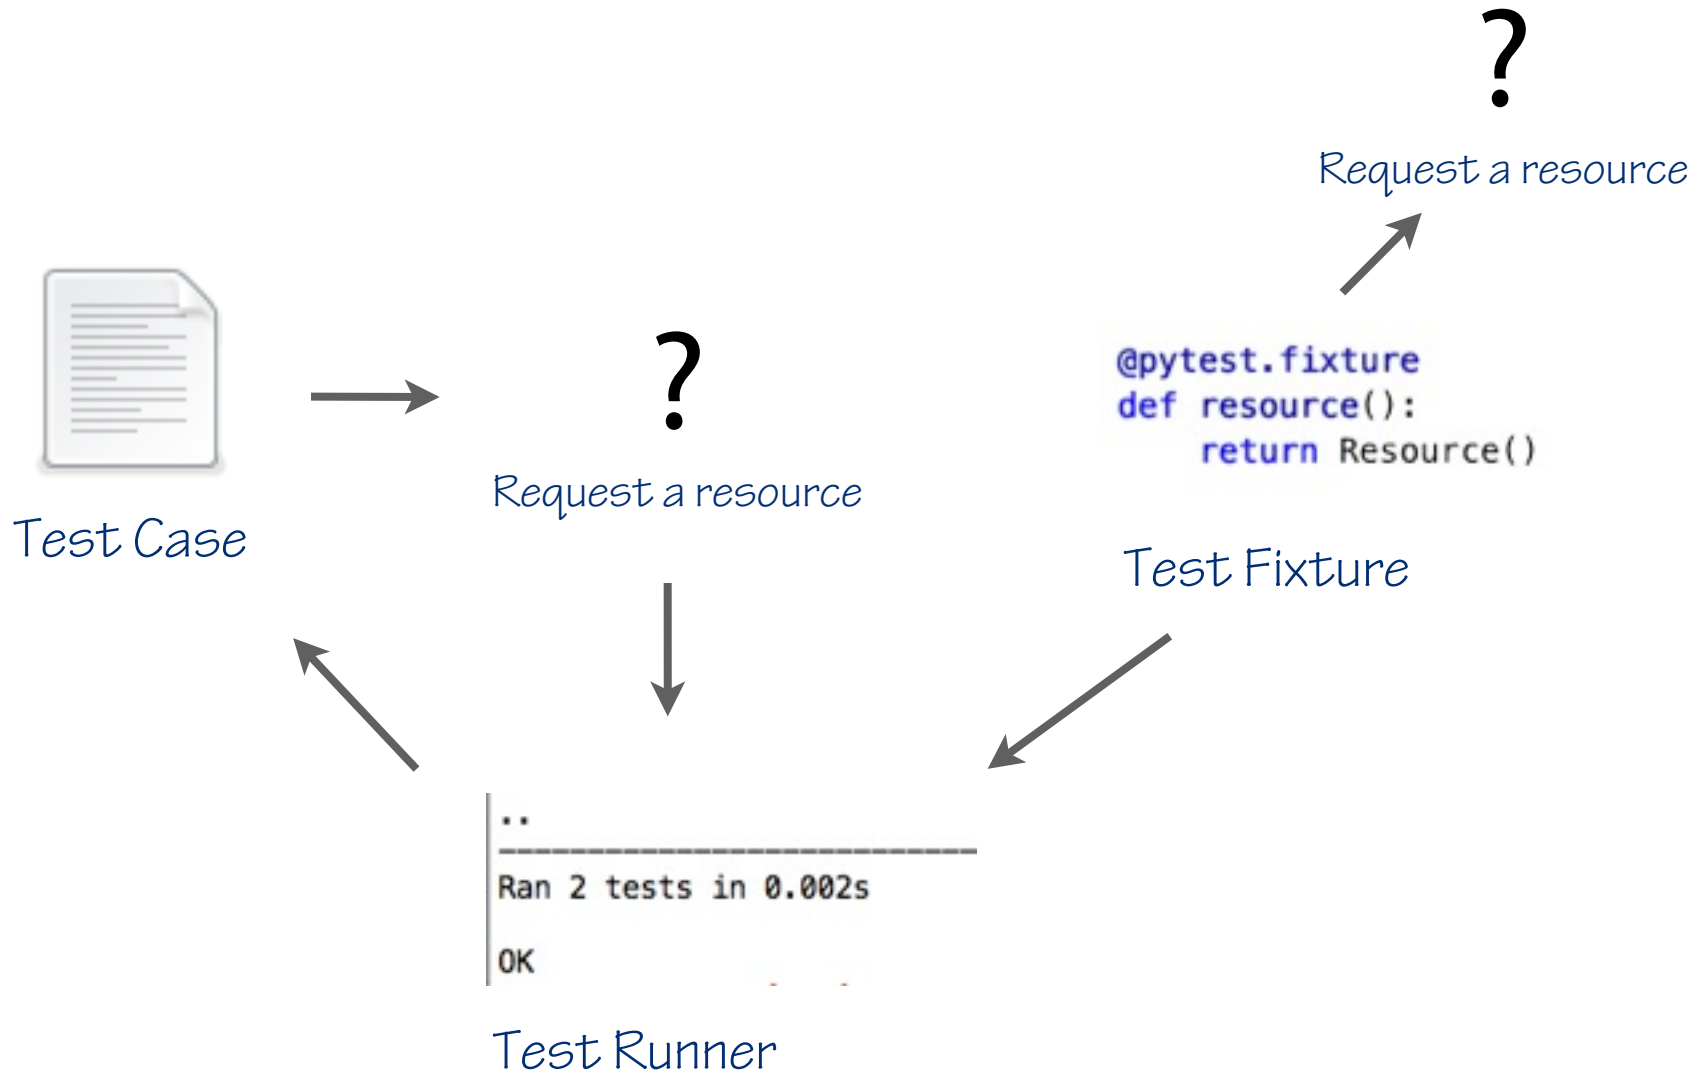 ?
Request a resource
?
Request a resource
Test Case
@pytest.fixture
def resource():
    return Resource()
Test Fixture
..
---------------------------
Ran 2 tests in 0.002s
OK
Test Runner